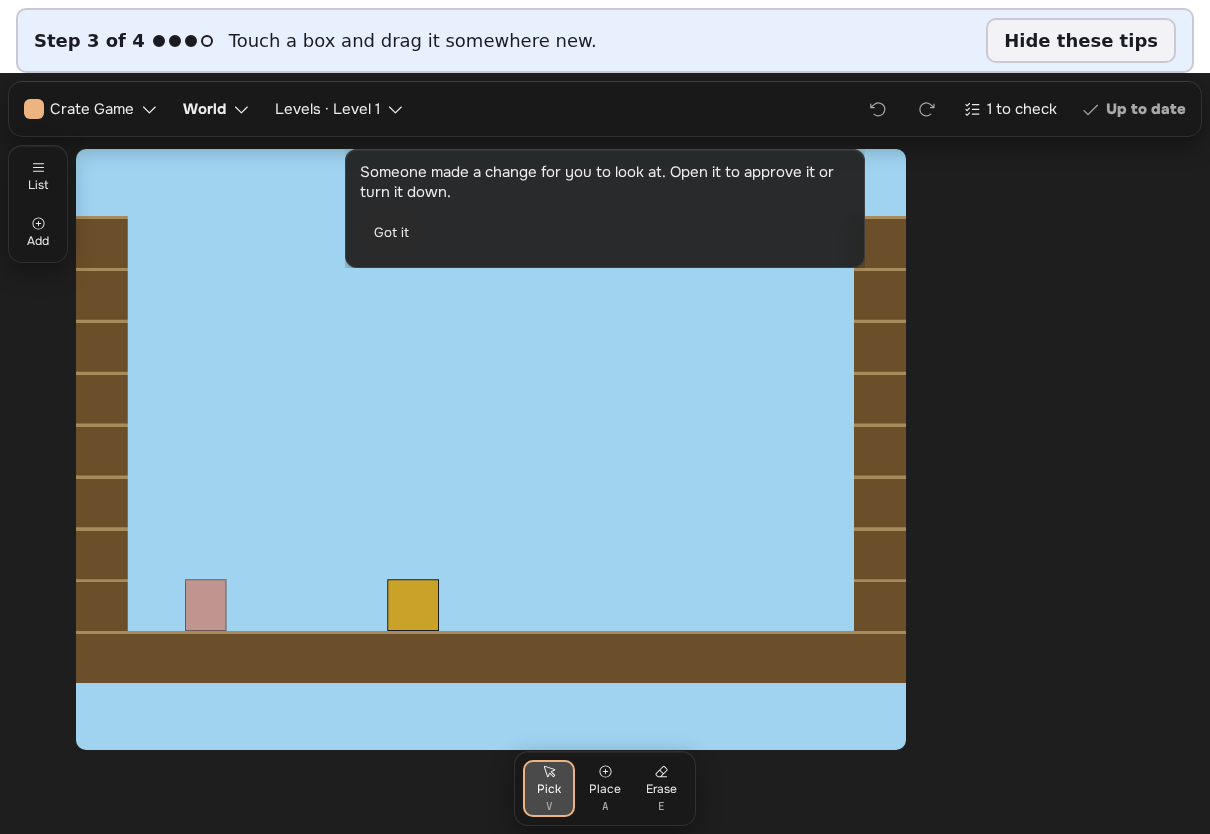 Step 3 of 4 Touch a box and drag it somewhere new. Hide these tips
Crate Game World Levels · Level 1 1 to check Up to date
List
Add
Someone made a change for you to look at. Open it to approve it or
turn it down.
Got it
Pick Place Erase
V A E